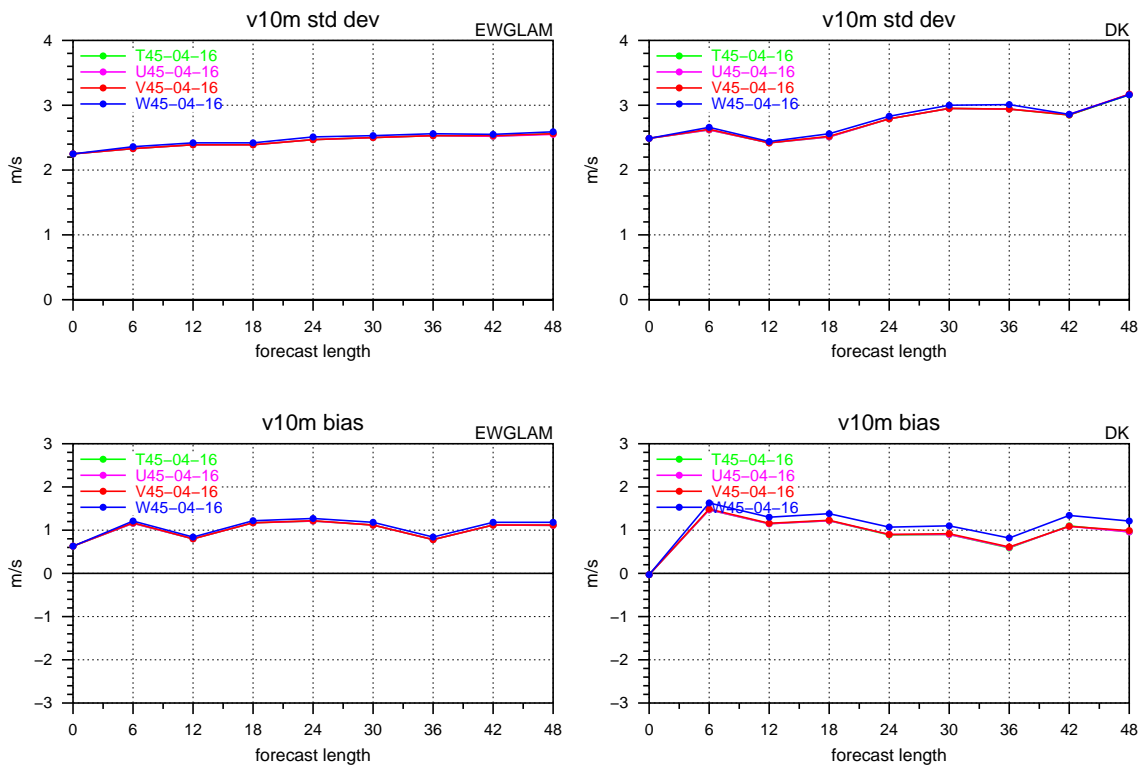 v10m std dev
EWGLAM
4
3
2
1
0
m/s
T45−04−16
U45−04−16
V45−04−16
W45−04−16
0 6 12 18 24 30 36 42 48
forecast length
v10m std dev
DK
4
3
2
1
0
m/s
T45−04−16
U45−04−16
V45−04−16
W45−04−16
0 6 12 18 24 30 36 42 48
forecast length
v10m bias
EWGLAM
3
2
1
0
−1
−2
−3
m/s
T45−04−16
U45−04−16
V45−04−16
W45−04−16
0 6 12 18 24 30 36 42 48
forecast length
v10m bias
DK
3
2
1
0
−1
−2
−3
m/s
T45−04−16
U45−04−16
V45−04−16
W45−04−16
0 6 12 18 24 30 36 42 48
forecast length